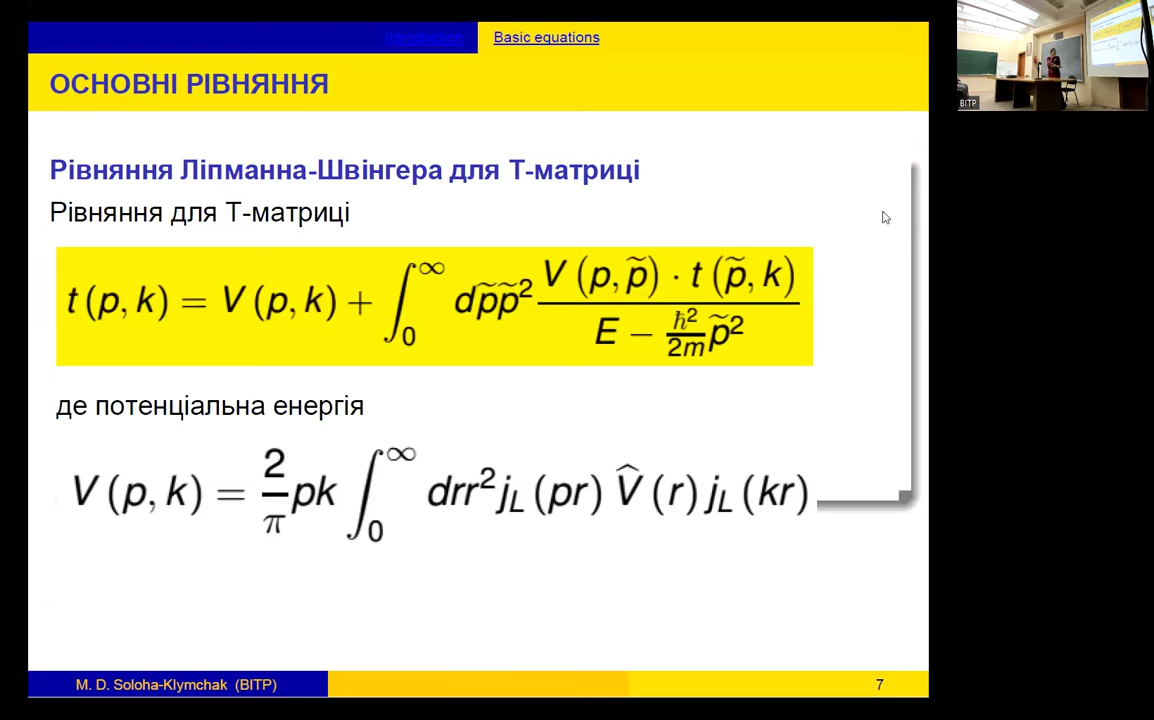 Introduction
Basic equations
ОСНОВНІ РІВНЯННЯ
Рівняння Ліпманна-Швінгера для Т-матриці
Рівняння для Т-матриці
t (p, k) = V (p, k) + ∫₀^∞ dp̃p̃² V (p, p̃) · t (p̃, k) / (E − ħ²/2m p̃²)
де потенціальна енергія
V (p, k) = 2/π pk ∫₀^∞ drr² j_L (pr) V̂ (r) j_L (kr)
M. D. Soloha-Klymchak (BITP)
7
BITP